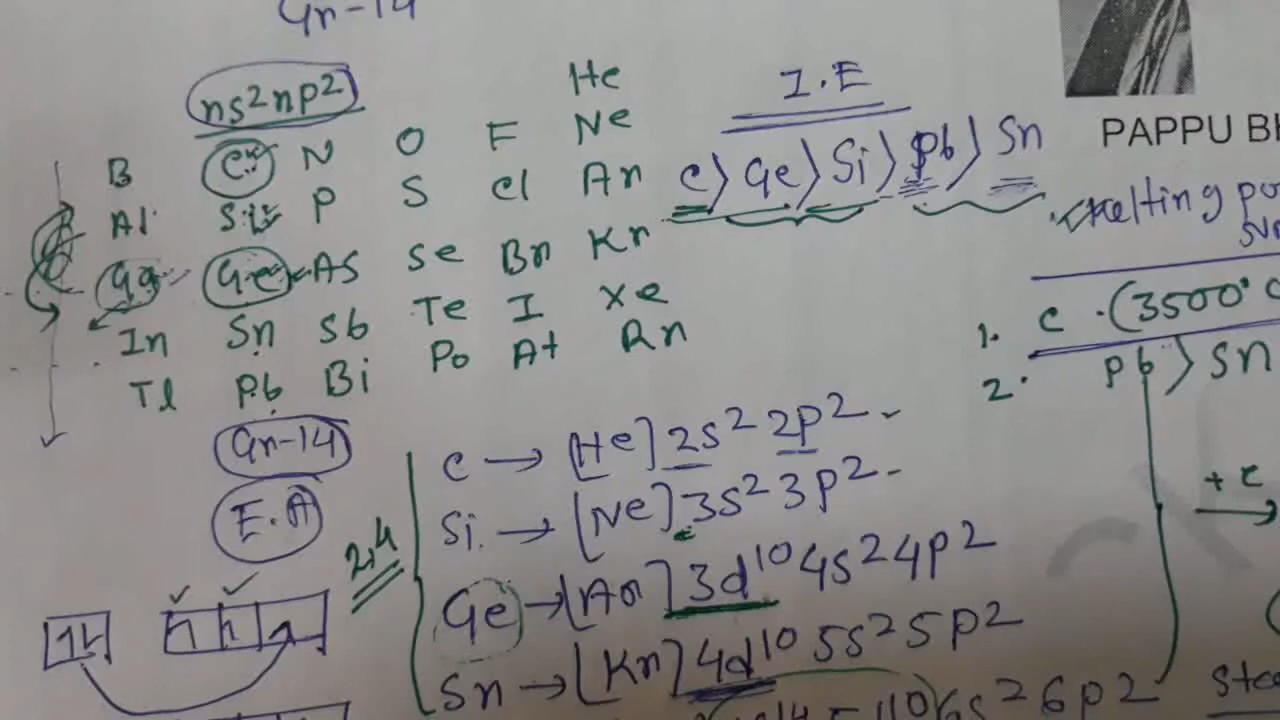 Gr-14
ns²np²
He
B C N O F Ne
Al Si P S Cl Ar
Ga Ge As Se Br Kr
In Sn Sb Te I Xe
Tl Pb Bi Po At Rn
I.E
C > Ge > Si > Pb > Sn
PAPPU
Melting
1. C (3500°C
2. Pb > Sn
Gr-14
E.A
2,4
C → [He] 2s² 2p²
Si → [Ne] 3s² 3p²
Ge → [Ar] 3d¹⁰ 4s² 4p²
Sn → [Kr] 4d¹⁰ 5s² 5p²
6s² 6p²
+ C